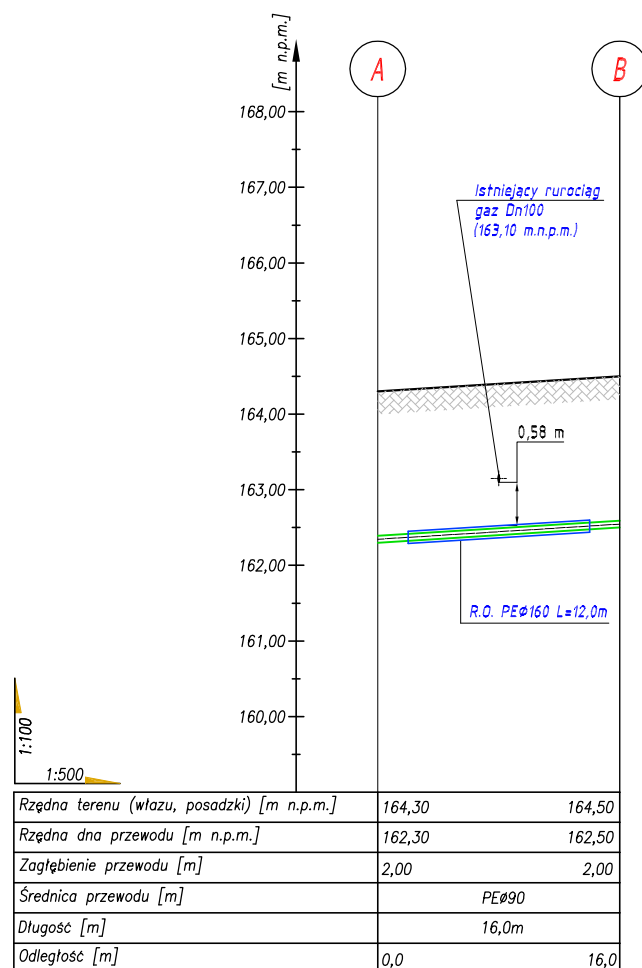 [m n.p.m.]
A
B
168,00
167,00
166,00
165,00
164,00
163,00
162,00
161,00
160,00
Istniejący rurociąg
gaz Dn100
(163,10 m.n.p.m.)
0,58 m
R.O. PEø160 L=12,0m
1:100
1:500
Rzędna terenu (włazu, posadzki) [m n.p.m.] 164,30 164,50
Rzędna dna przewodu [m n.p.m.] 162,30 162,50
Zagłębienie przewodu [m] 2,00 2,00
Średnica przewodu [m] PEø90
Długość [m] 16,0m
Odległość [m] 0,0 16,0